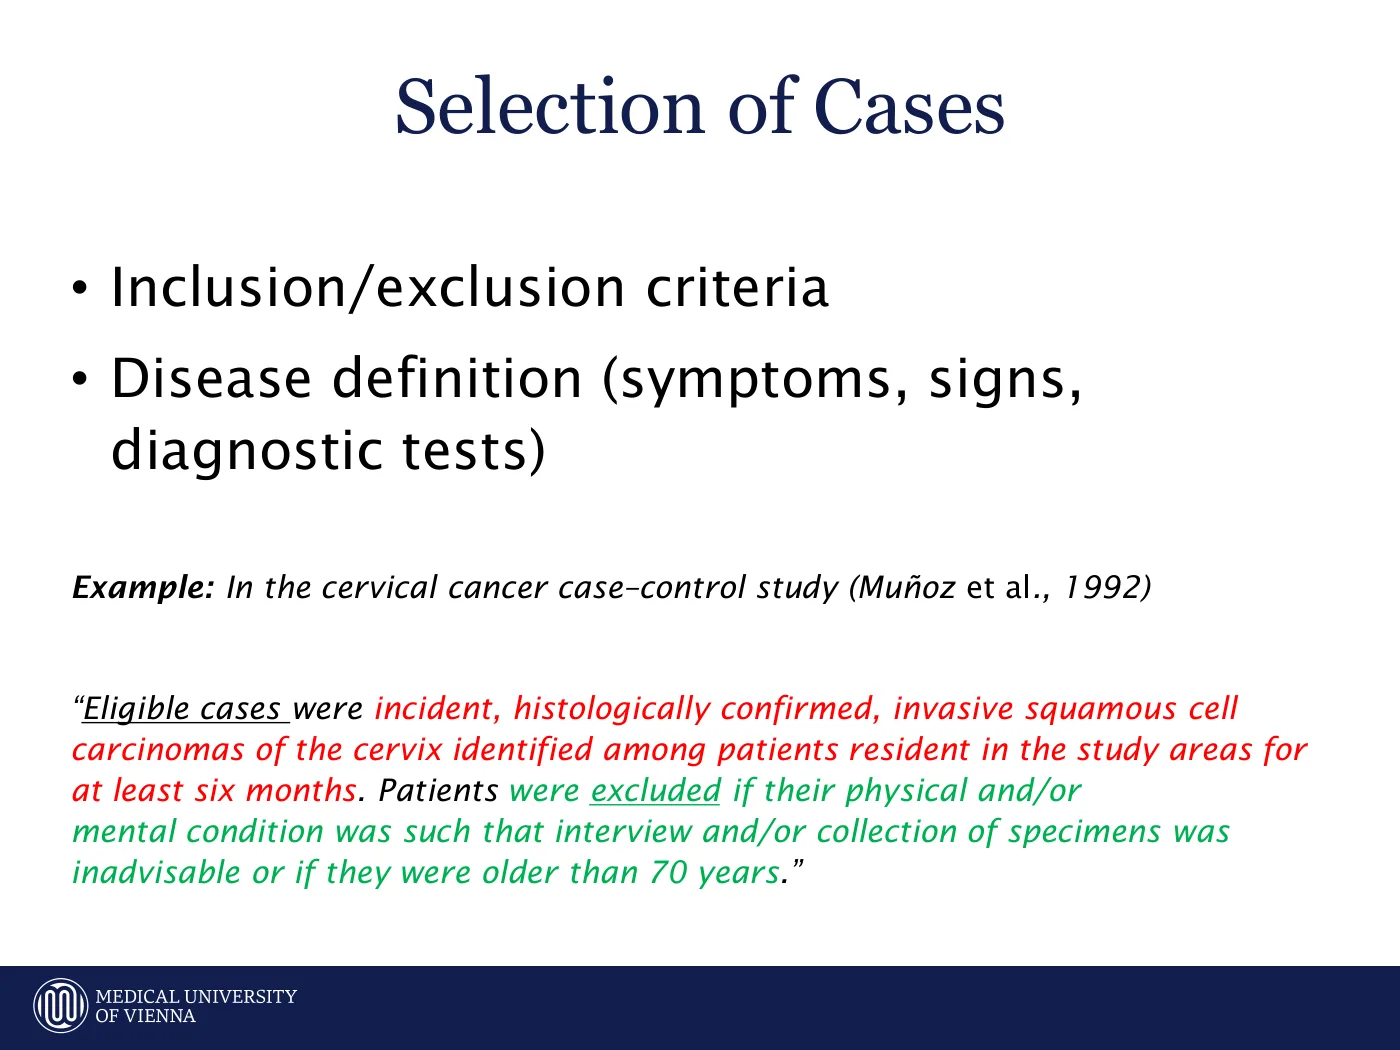 Selection of Cases
• Inclusion/exclusion criteria
• Disease definition (symptoms, signs,
diagnostic tests)
Example: In the cervical cancer case-control study (Muñoz et al., 1992)
“Eligible cases were incident, histologically confirmed, invasive squamous cell
carcinomas of the cervix identified among patients resident in the study areas for
at least six months. Patients were excluded if their physical and/or
mental condition was such that interview and/or collection of specimens was
inadvisable or if they were older than 70 years.”
MEDICAL UNIVERSITY
OF VIENNA